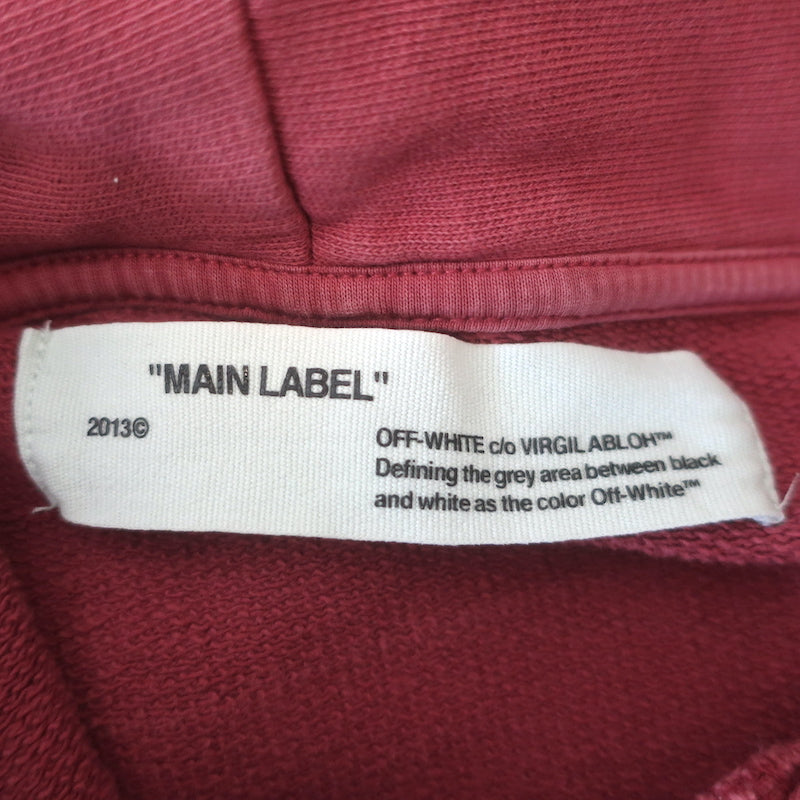 "MAIN LABEL"
2013©
OFF-WHITE c/o VIRGIL ABLOH™
Defining the grey area between black
and white as the color Off-White™